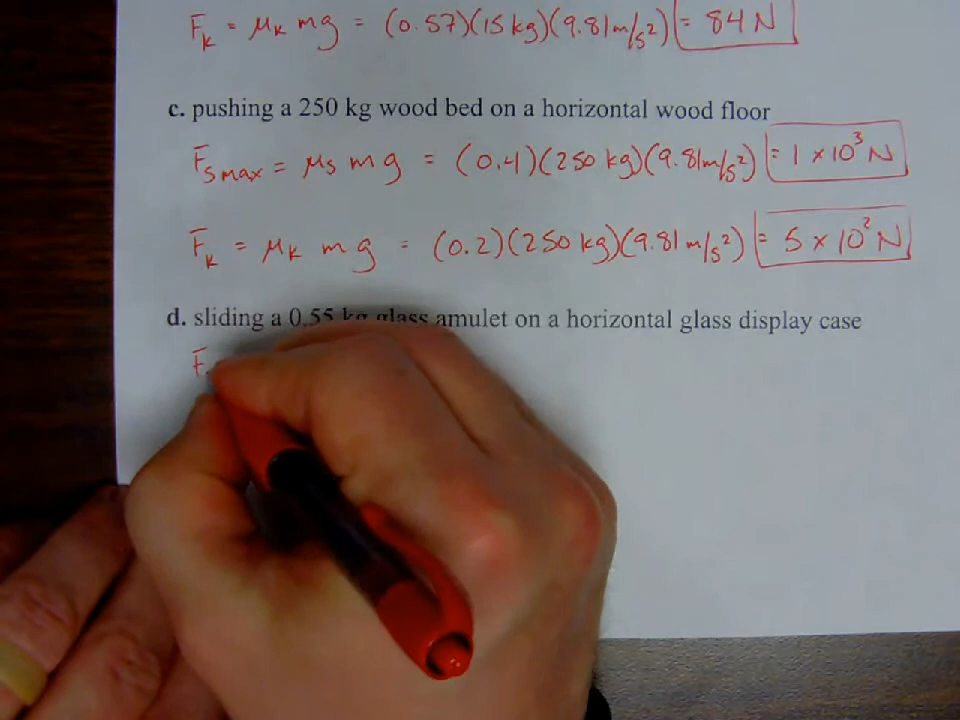 Fk = μk mg = (0.57)(15 kg)(9.81 m/s²) = 84 N
c. pushing a 250 kg wood bed on a horizontal wood floor
Fs max = μs mg = (0.4)(250 kg)(9.81 m/s²) = 1 × 10³ N
Fk = μk mg = (0.2)(250 kg)(9.81 m/s²) = 5 × 10² N
d. sliding a 0.55 kg glass amulet on a horizontal glass display case
F